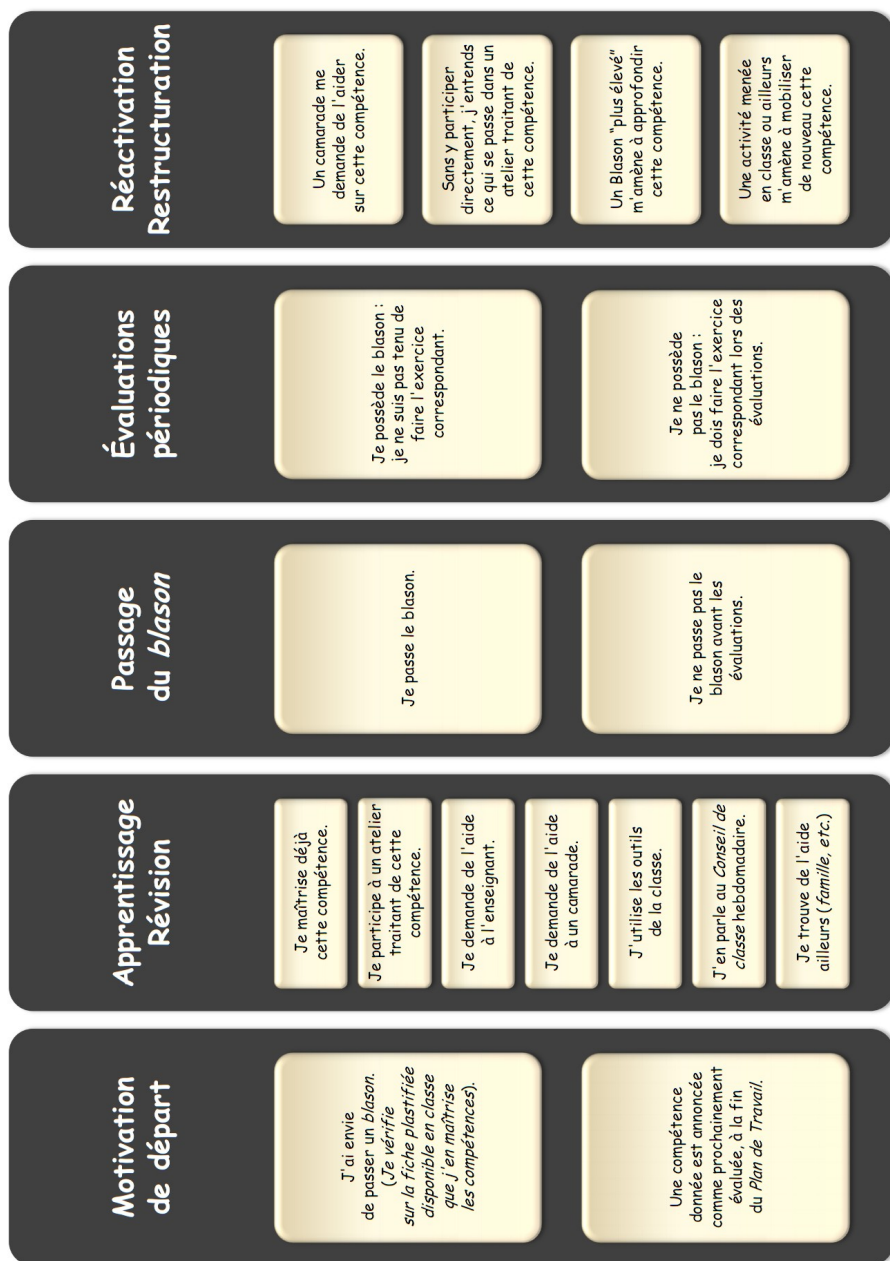 Motivation
de départ
J'ai envie
de passer un blason.
(Je vérifie
sur la fiche plastifiée
disponible en classe
que j'en maîtrise
les compétences).
Une compétence
donnée est annoncée
comme prochainement
évaluée, à la fin
du Plan de Travail.
Apprentissage
Révision
Je maîtrise déjà
cette compétence.
Je participe à un atelier
traitant de cette
compétence.
Je demande de l'aide
à l'enseignant.
Je demande de l'aide
à un camarade.
J'utilise les outils
de la classe.
J'en parle au Conseil de
classe hebdomadaire.
Je trouve de l'aide
ailleurs (famille, etc.)
Passage
du blason
Je passe le blason.
Je ne passe pas le
blason avant les
évaluations.
Évaluations
périodiques
Je possède le blason :
je ne suis pas tenu de
faire l'exercice
correspondant.
Je ne possède
pas le blason :
je dois faire l'exercice
correspondant lors des
évaluations.
Réactivation
Restructuration
Un camarade me
demande de l'aider
sur cette compétence.
Sans y participer
directement, j'entends
ce qui se passe dans un
atelier traitant de
cette compétence.
Un Blason "plus élevé"
m'amène à approfondir
cette compétence.
Une activité menée
en classe ou ailleurs
m'amène à mobiliser
de nouveau cette
compétence.